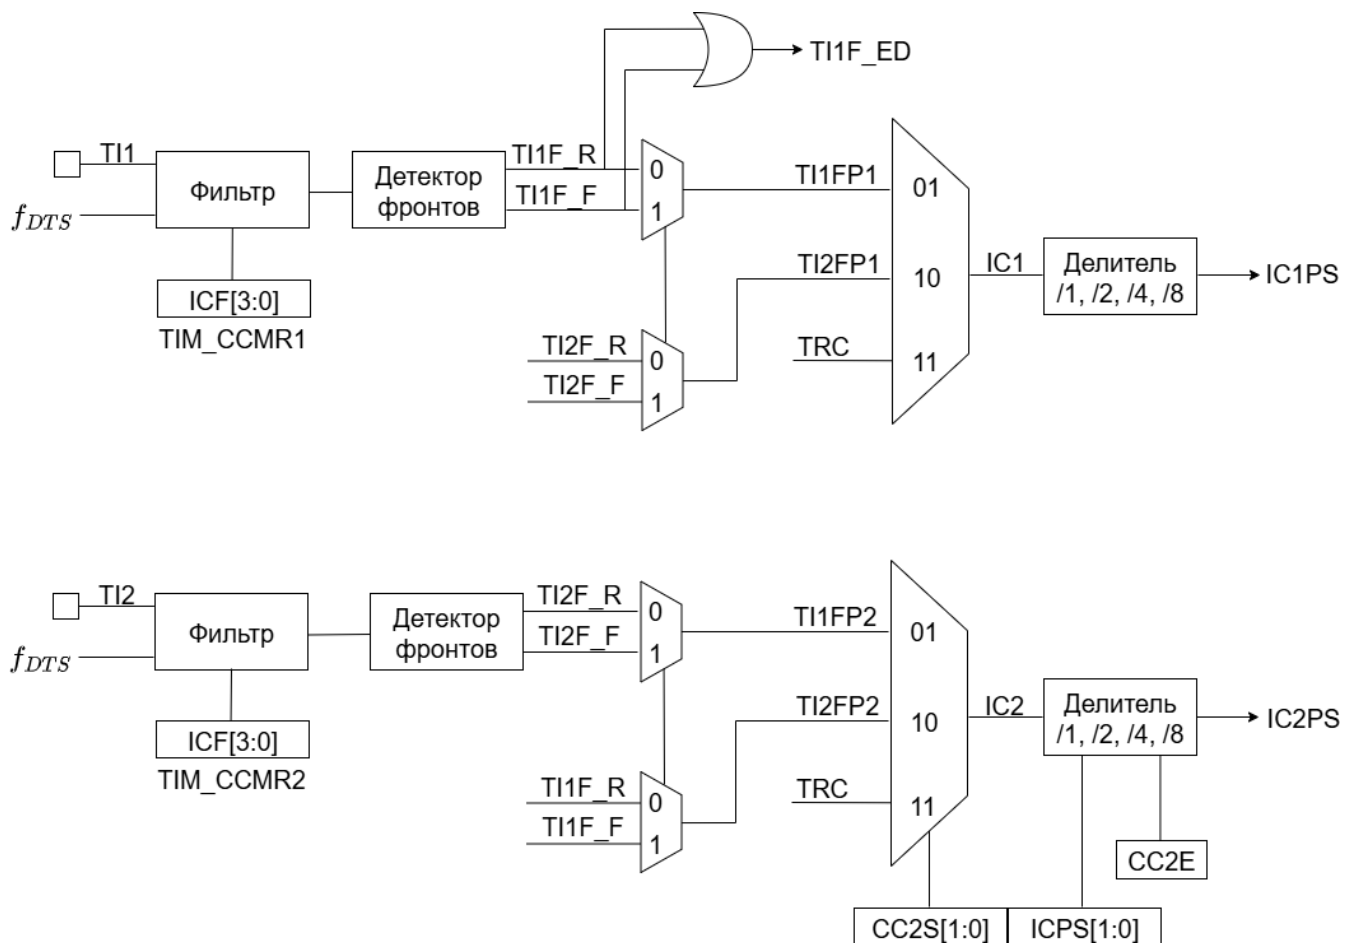 TI1F_ED
TI1
Фильтр
f_DTS
ICF[3:0]
TIM_CCMR1
Детектор
фронтов
TI1F_R
TI1F_F
0
1
TI2F_R
TI2F_F
0
1
TI1FP1
TI2FP1
TRC
01
10
11
IC1
Делитель
/1, /2, /4, /8
IC1PS
TI2
Фильтр
f_DTS
ICF[3:0]
TIM_CCMR2
Детектор
фронтов
TI2F_R
TI2F_F
0
1
TI1F_R
TI1F_F
0
1
TI1FP2
TI2FP2
TRC
01
10
11
IC2
Делитель
/1, /2, /4, /8
IC2PS
CC2E
CC2S[1:0]
ICPS[1:0]